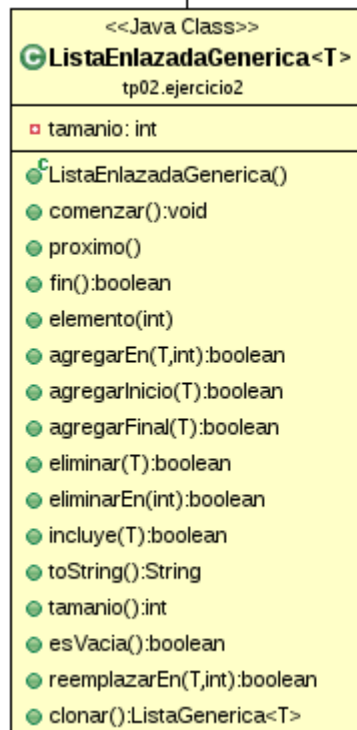 <<Java Class>>
C ListaEnlazadaGenerica<T>
tp02.ejercicio2
tamanio: int
C ListaEnlazadaGenerica()
comenzar():void
proximo()
fin():boolean
elemento(int)
agregarEn(T,int):boolean
agregarInicio(T):boolean
agregarFinal(T):boolean
eliminar(T):boolean
eliminarEn(int):boolean
incluye(T):boolean
toString():String
tamanio():int
esVacia():boolean
reemplazarEn(T,int):boolean
clonar():ListaGenerica<T>